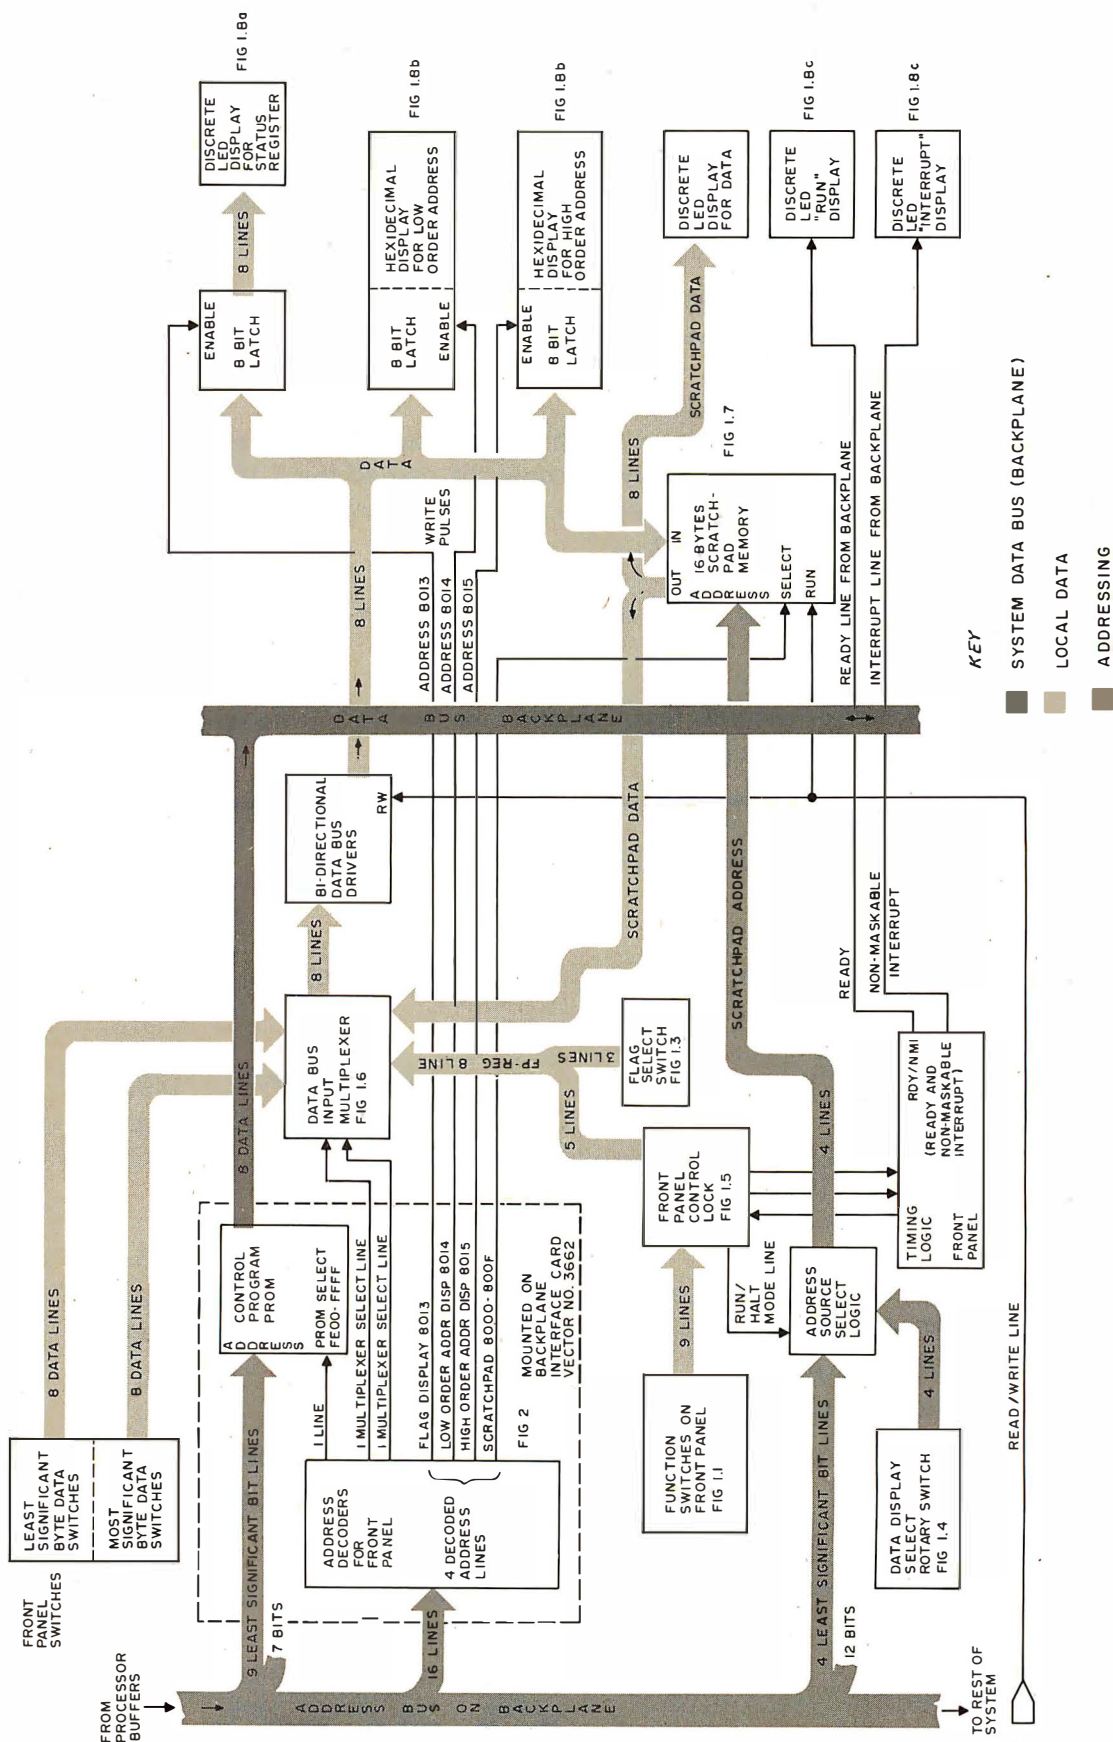 FROM
PROCESSOR
BUFFERS
ADDRESS BUS ON BACKPLANE
TO REST OF
SYSTEM
FRONT
PANEL
SWITCHES
LEAST
SIGNIFICANT
BYTE DATA
SWITCHES
MOST
SIGNIFICANT
BYTE DATA
SWITCHES
8 DATA LINES
8 DATA LINES
9 LEAST SIGNIFICANT BIT LINES
7 BITS
16 LINES
4 LEAST SIGNIFICANT BIT LINES
12 BITS
ADDRESS
CONTROL
PROGRAM
PROM
PROM SELECT
FE00-FFFF
8 DATA LINES
ADDRESS
DECODERS
FOR
FRONT
PANEL
4 DECODED
ADDRESS
LINES
1 LINE
1 MULTIPLEXER SELECT LINE
1 MULTIPLEXER SELECT LINE
FLAG DISPLAY 8013
LOW ORDER ADDR DISP 8014
HIGH ORDER ADDR DISP 8015
SCRATCHPAD 8000-800F
FIG 2
MOUNTED ON
BACKPLANE
INTERFACE CARD
VECTOR NO. 3662
DATA BUS
INPUT
MULTIPLEXER
FIG 1.6
8 LINES
BI-DIRECTIONAL
DATA BUS
DRIVERS
RW
FP-REG 8 LINE
3 LINES
5 LINES
FLAG
SELECT
SWITCH
FIG 1.3
FUNCTION
SWITCHES ON
FRONT PANEL
FIG 1.1
9 LINES
FRONT
PANEL
CONTROL
LOCK
FIG 1.5
RUN/
HALT
MODE LINE
DATA DISPLAY
SELECT
ROTARY SWITCH
FIG 1.4
4 LINES
ADDRESS
SOURCE
SELECT
LOGIC
4 LINES
SCRATCHPAD ADDRESS
TIMING
LOGIC
FRONT
PANEL
RDY/NMI
(READY AND
NON-MASKABLE
INTERRUPT)
READY
NON-MASKABLE
INTERRUPT
READ/WRITE LINE
SCRATCHPAD DATA
DATA BUS BACKPLANE
8 LINES
DATA
ADDRESS 8013
ADDRESS 8014
ADDRESS 8015
WRITE
PULSES
ENABLE
8 BIT
LATCH
8 LINES
DISCRETE
LED
DISPLAY
FOR
STATUS
REGISTER
FIG 1.8a
8 BIT
LATCH
ENABLE
HEXIDECIMAL
DISPLAY
FOR LOW
ORDER ADDRESS
FIG 1.8b
ENABLE
8 BIT
LATCH
HEXIDECIMAL
DISPLAY
FOR HIGH
ORDER ADDRESS
FIG 1.8b
OUT IN
ADDRESS
16 BYTES
SCRATCH-
PAD
MEMORY
SELECT
RUN
FIG 1.7
8 LINES
SCRATCHPAD DATA
DISCRETE
LED
DISPLAY
FOR DATA
READY LINE FROM BACKPLANE
INTERRUPT LINE FROM BACKPLANE
DISCRETE
LED
"RUN"
DISPLAY
FIG 1.8c
DISCRETE
LED
"INTERRUPT"
DISPLAY
FIG 1.8c
KEY
SYSTEM DATA BUS (BACKPLANE)
LOCAL DATA
ADDRESSING